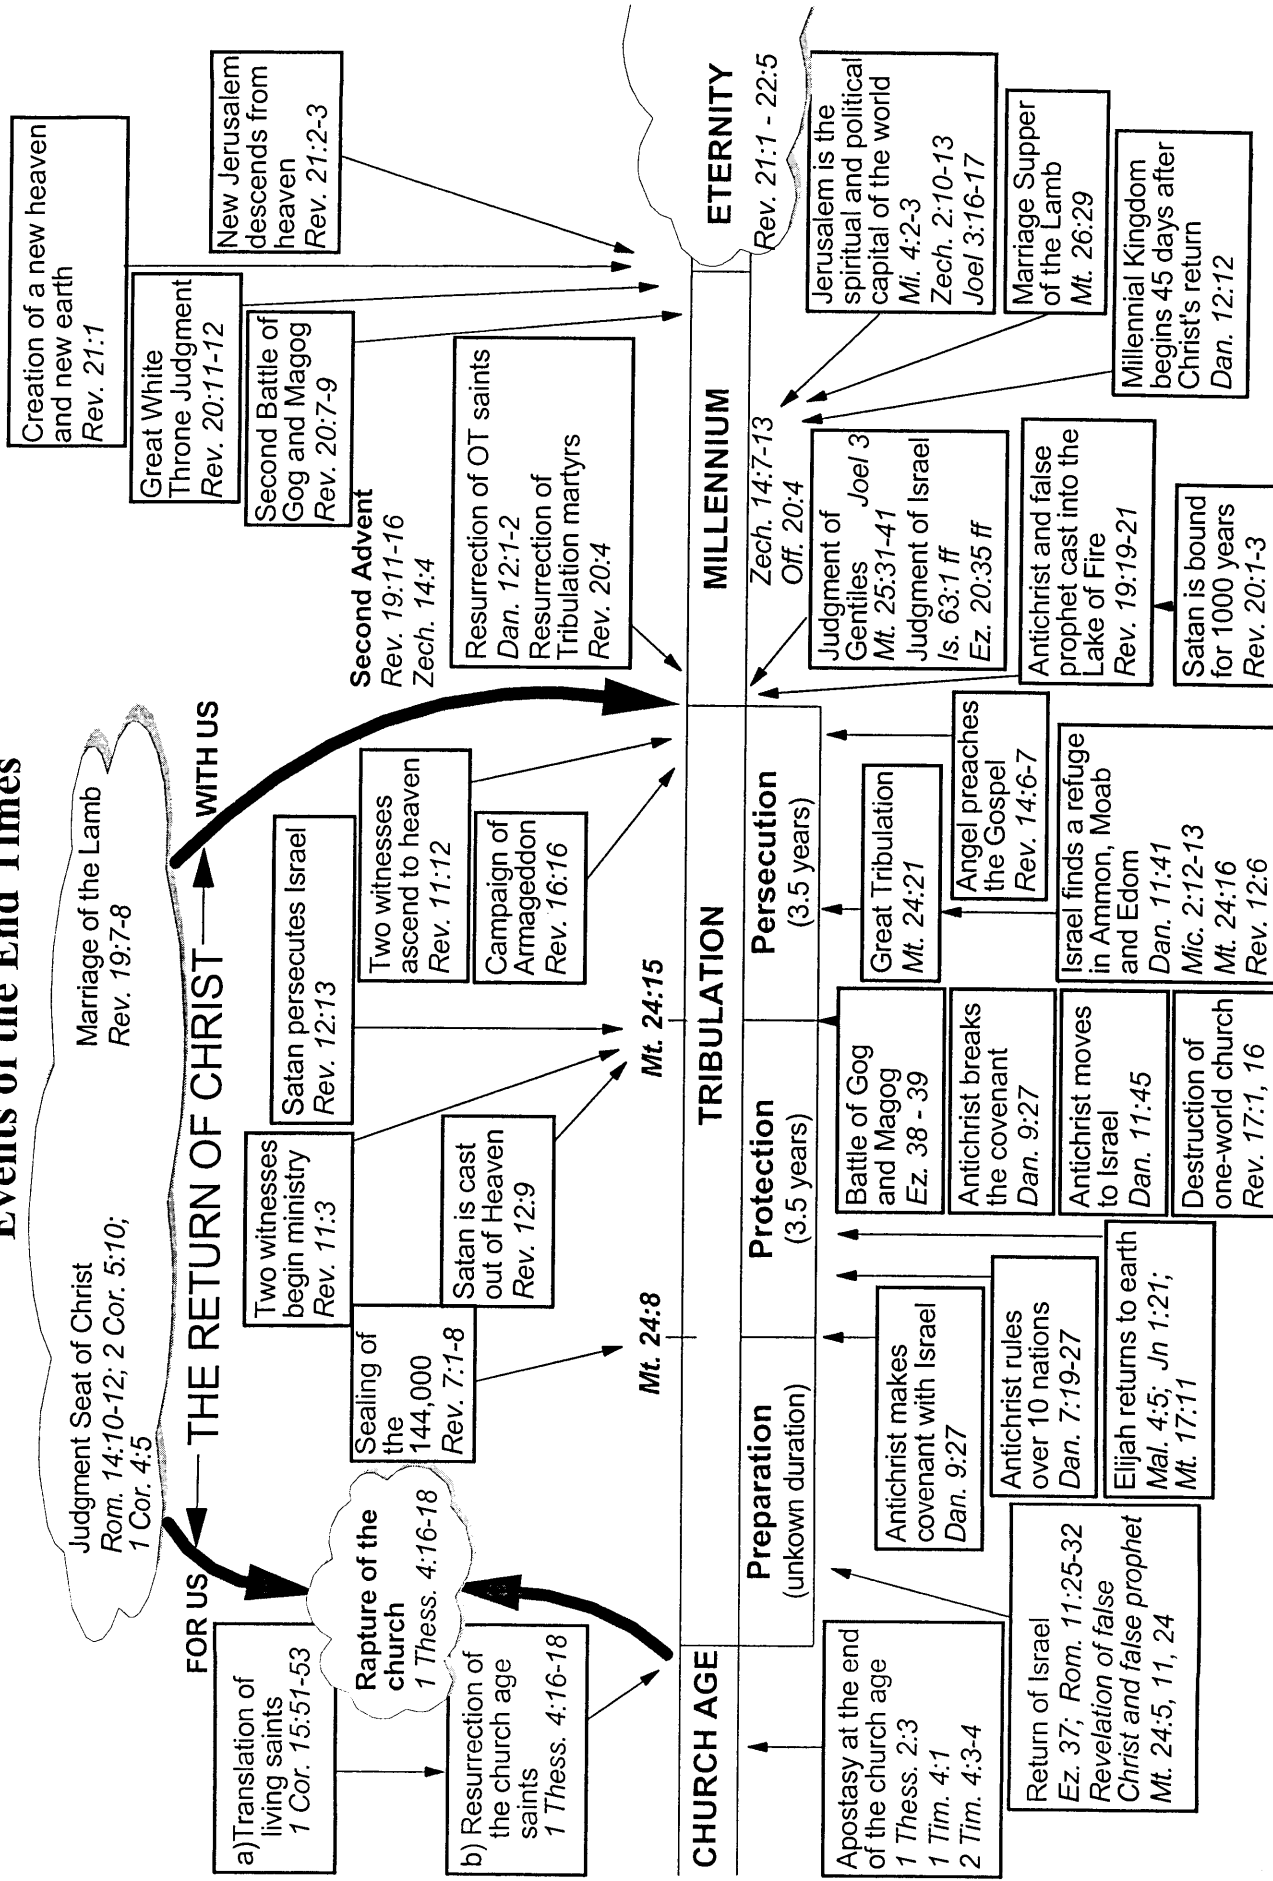 Events of the End Times
Judgment Seat of Christ
Rom. 14:10-12; 2 Cor. 5:10;
1 Cor. 4:5
Marriage of the Lamb
Rev. 19:7-8
FOR US
THE RETURN OF CHRIST
WITH US
a)Translation of
living saints
1 Cor. 15:51-53
Rapture of the
church
1 Thess. 4:16-18
b) Resurrection of
the church age
saints
1 Thess. 4:16-18
Sealing of
the
144,000
Rev. 7:1-8
Two witnesses
begin ministry
Rev. 11:3
Satan is cast
out of Heaven
Rev. 12:9
Satan persecutes Israel
Rev. 12:13
Two witnesses
ascend to heaven
Rev. 11:12
Campaign of
Armageddon
Rev. 16:16
Second Advent
Rev. 19:11-16
Zech. 14:4
Resurrection of OT saints
Dan. 12:1-2
Resurrection of
Tribulation martyrs
Rev. 20:4
Creation of a new heaven
and new earth
Rev. 21:1
Great White
Throne Judgment
Rev. 20:11-12
Second Battle of
Gog and Magog
Rev. 20:7-9
New Jerusalem
descends from
heaven
Rev. 21:2-3
Mt. 24:8
Mt. 24:15
CHURCH AGE
TRIBULATION
MILLENNIUM
ETERNITY
Rev. 21:1 - 22:5
Preparation
(unkown duration)
Protection
(3.5 years)
Persecution
(3.5 years)
Zech. 14:7-13
Off. 20:4
Apostasy at the end
of the church age
1 Thess. 2:3
1 Tim. 4:1
2 Tim. 4:3-4
Return of Israel
Ez. 37; Rom. 11:25-32
Revelation of false
Christ and false prophet
Mt. 24:5, 11, 24
Antichrist makes
covenant with Israel
Dan. 9:27
Antichrist rules
over 10 nations
Dan. 7:19-27
Elijah returns to earth
Mal. 4:5; Jn 1:21;
Mt. 17:11
Battle of Gog
and Magog
Ez. 38 - 39
Antichrist breaks
the covenant
Dan. 9:27
Antichrist moves
to Israel
Dan. 11:45
Destruction of
one-world church
Rev. 17:1, 16
Great Tribulation
Mt. 24:21
Angel preaches
the Gospel
Rev. 14:6-7
Israel finds a refuge
in Ammon, Moab
and Edom
Dan. 11:41
Mic. 2:12-13
Mt. 24:16
Rev. 12:6
Judgment of
Gentiles Joel 3
Mt. 25:31-41
Judgment of Israel
Is. 63:1 ff
Ez. 20:35 ff
Antichrist and false
prophet cast into the
Lake of Fire
Rev. 19:19-21
Satan is bound
for 1000 years
Rev. 20:1-3
Jerusalem is the
spiritual and political
capital of the world
Mi. 4:2-3
Zech. 2:10-13
Joel 3:16-17
Marriage Supper
of the Lamb
Mt. 26:29
Millennial Kingdom
begins 45 days after
Christ's return
Dan. 12:12